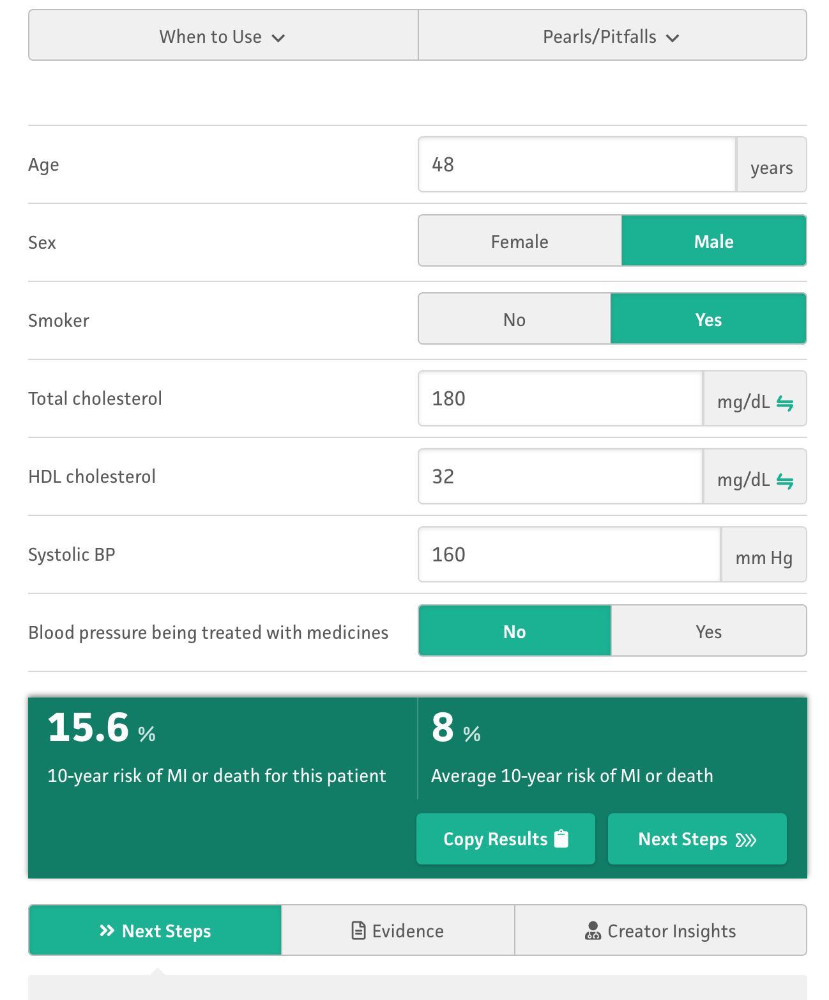 When to Use
Pearls/Pitfalls
Age
48
years
Sex
Female
Male
Smoker
No
Yes
Total cholesterol
180
mg/dL
HDL cholesterol
32
mg/dL
Systolic BP
160
mm Hg
Blood pressure being treated with medicines
No
Yes
15.6 %
10-year risk of MI or death for this patient
8 %
Average 10-year risk of MI or death
Copy Results
Next Steps
Next Steps
Evidence
Creator Insights